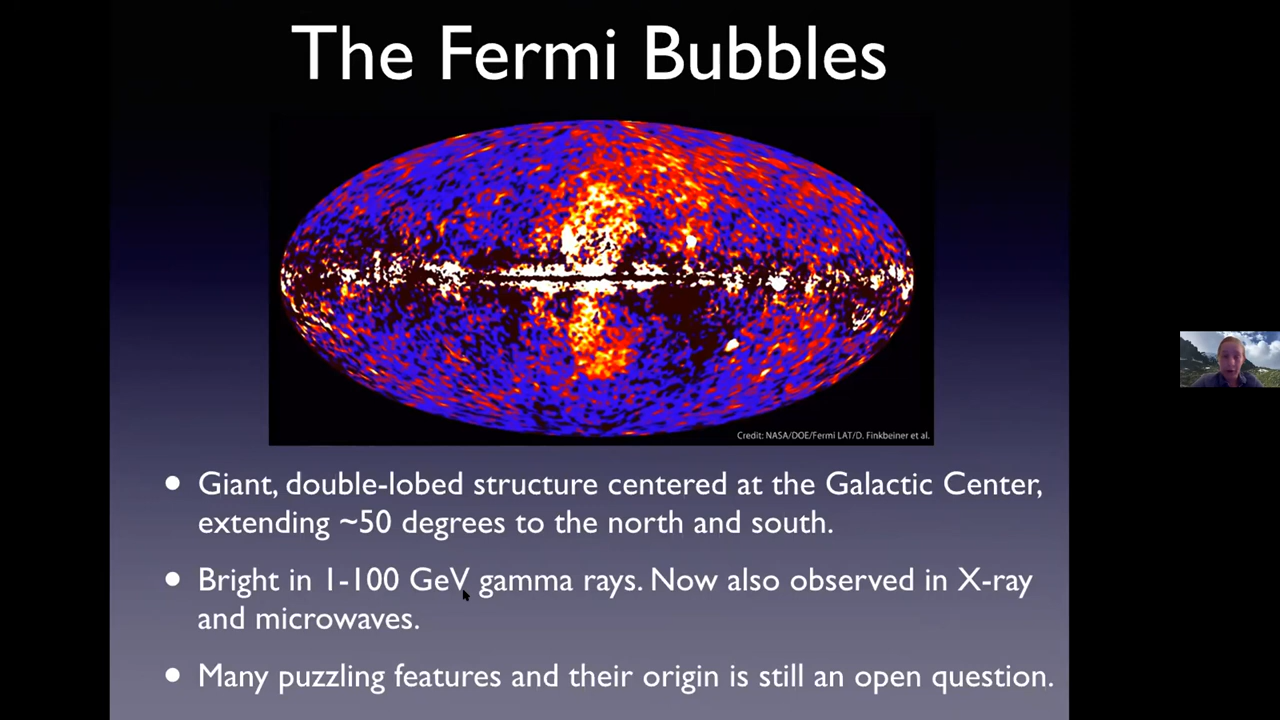 The Fermi Bubbles
Credit: NASA/DOE/Fermi LAT/D. Finkbeiner et al.
• Giant, double-lobed structure centered at the Galactic Center,
extending ~50 degrees to the north and south.
• Bright in 1-100 GeV gamma rays. Now also observed in X-ray
and microwaves.
• Many puzzling features and their origin is still an open question.